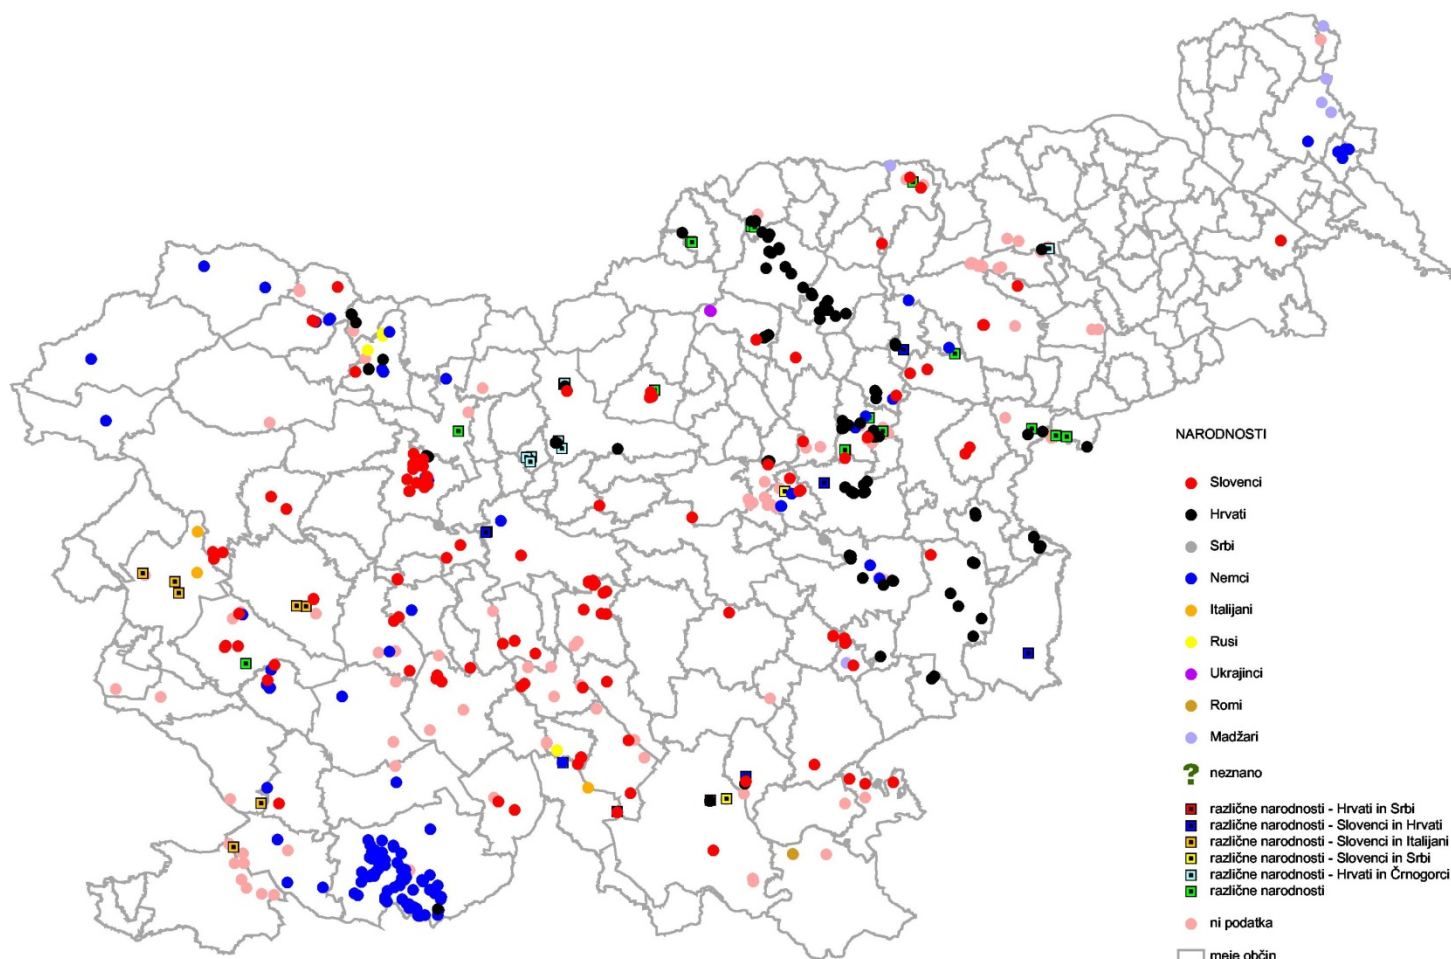 NARODNOSTI
Slovenci
Hrvati
Srbi
Nemci
Italijani
Rusi
Ukrajinci
Romi
Madžari
? neznano
različne narodnosti - Hrvati in Srbi
različne narodnosti - Slovenci in Hrvati
različne narodnosti - Slovenci in Italijani
različne narodnosti - Slovenci in Srbi
različne narodnosti - Hrvati in Črnogorci
različne narodnosti
ni podatka
meje občin